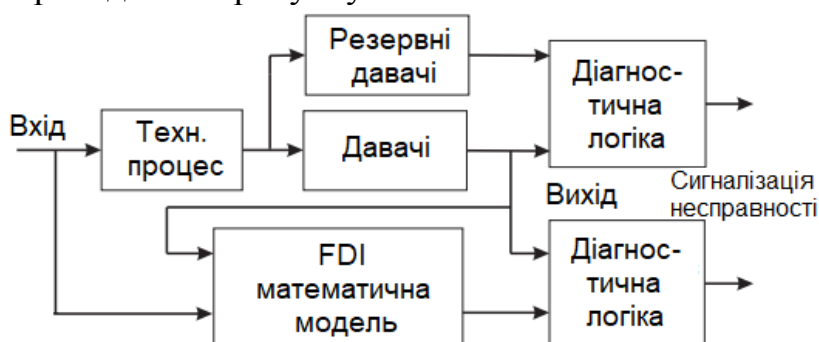 Резервні
давачі
Діагнос-
тична
логіка
Вхід
Техн.
процес
Давачі
Вихід
Сигналізація
несправності
FDI
математична
модель
Діагнос-
тична
логіка